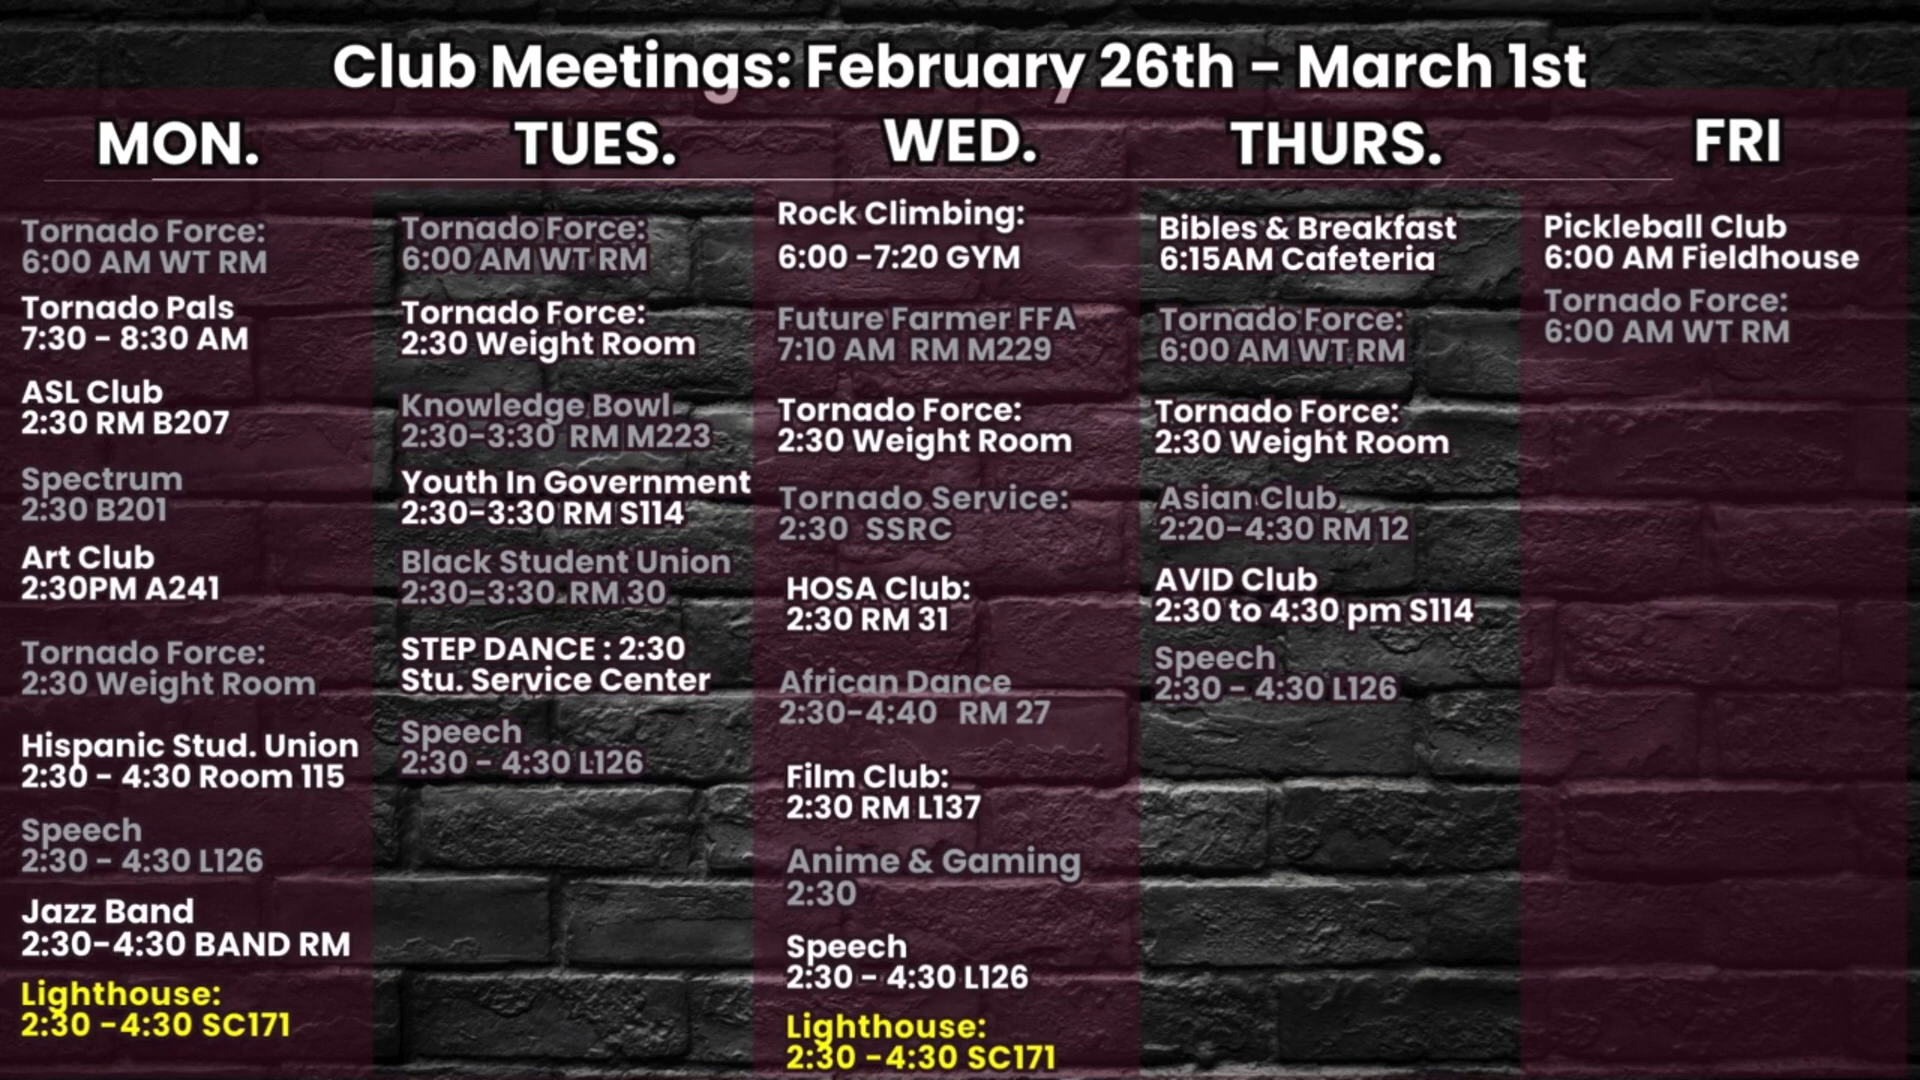 Club Meetings: February 26th - March 1st
MON.
Tornado Force:
6:00 AM WT RM
Tornado Pals
7:30 - 8:30 AM
ASL Club
2:30 RM B207
Spectrum
2:30 B201
Art Club
2:30PM A241
Tornado Force:
2:30 Weight Room
Hispanic Stud. Union
2:30 - 4:30 Room 115
Speech
2:30 - 4:30 L126
Jazz Band
2:30-4:30 BAND RM
Lighthouse:
2:30 -4:30 SC171
TUES.
Tornado Force:
6:00 AM WT RM
Tornado Force:
2:30 Weight Room
Knowledge Bowl
2:30-3:30 RM M223
Youth In Government
2:30-3:30 RM S114
Black Student Union
2:30-3:30 RM 30
STEP DANCE : 2:30
Stu. Service Center
Speech
2:30 - 4:30 L126
WED.
Rock Climbing:
6:00 -7:20 GYM
Future Farmer FFA
7:10 AM RM M229
Tornado Force:
2:30 Weight Room
Tornado Service:
2:30 SSRC
HOSA Club:
2:30 RM 31
African Dance
2:30-4:40 RM 27
Film Club:
2:30 RM L137
Anime & Gaming
2:30
Speech
2:30 - 4:30 L126
Lighthouse:
2:30 -4:30 SC171
THURS.
Bibles & Breakfast
6:15AM Cafeteria
Tornado Force:
6:00 AM WT RM
Tornado Force:
2:30 Weight Room
Asian Club
2:20-4:30 RM 12
AVID Club
2:30 to 4:30 pm S114
Speech
2:30 - 4:30 L126
FRI
Pickleball Club
6:00 AM Fieldhouse
Tornado Force:
6:00 AM WT RM